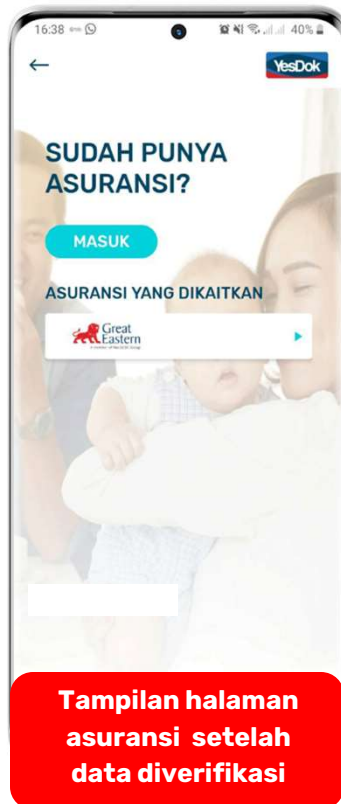 16:38
40%
YesDok
SUDAH PUNYA
ASURANSI?
MASUK
ASURANSI YANG DIKAITKAN
Great
Eastern
Tampilan halaman
asuransi setelah
data diverifikasi